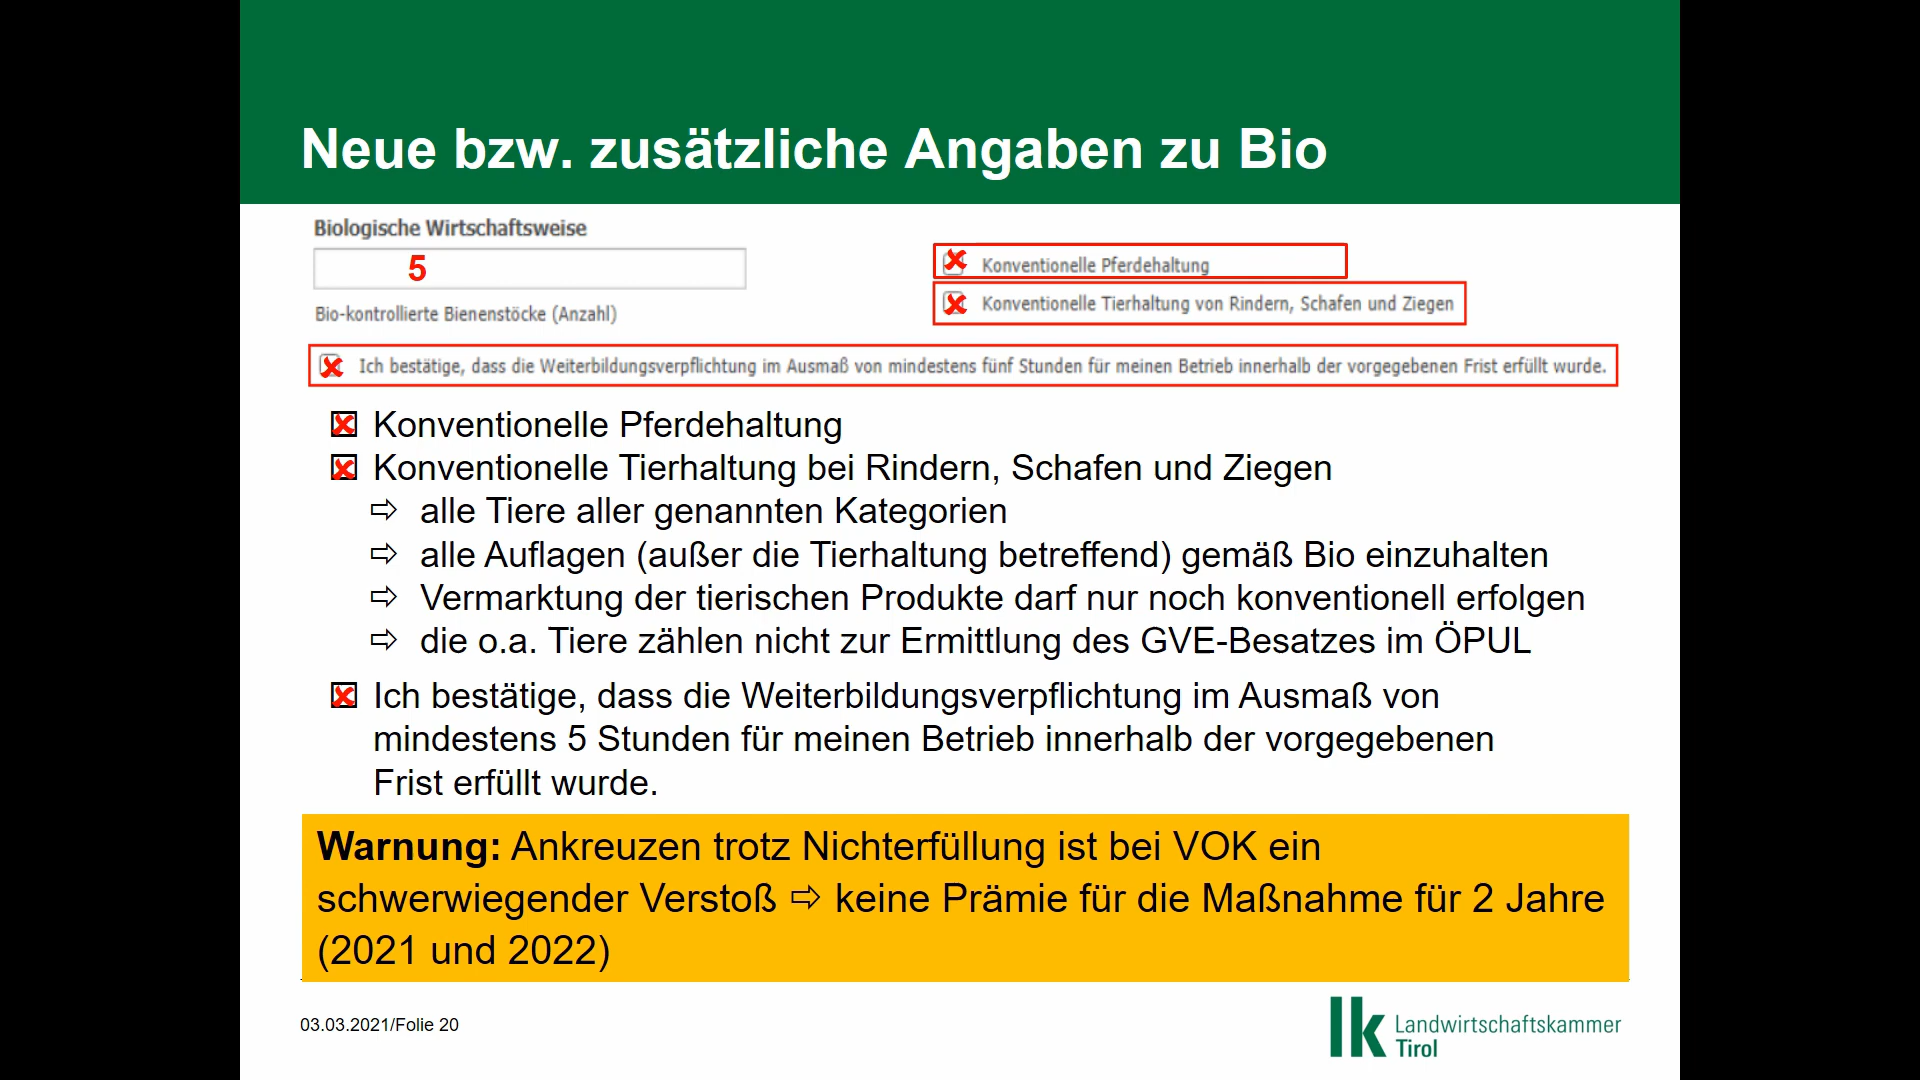 Neue bzw. zusätzliche Angaben zu Bio
Biologische Wirtschaftsweise
5
Bio-kontrollierte Bienenstöcke (Anzahl)
Konventionelle Pferdehaltung
Konventionelle Tierhaltung von Rindern, Schafen und Ziegen
Ich bestätige, dass die Weiterbildungsverpflichtung im Ausmaß von mindestens fünf Stunden für meinen Betrieb innerhalb der vorgegebenen Frist erfüllt wurde.
Konventionelle Pferdehaltung
Konventionelle Tierhaltung bei Rindern, Schafen und Ziegen
⇨ alle Tiere aller genannten Kategorien
⇨ alle Auflagen (außer die Tierhaltung betreffend) gemäß Bio einzuhalten
⇨ Vermarktung der tierischen Produkte darf nur noch konventionell erfolgen
⇨ die o.a. Tiere zählen nicht zur Ermittlung des GVE-Besatzes im ÖPUL
Ich bestätige, dass die Weiterbildungsverpflichtung im Ausmaß von
mindestens 5 Stunden für meinen Betrieb innerhalb der vorgegebenen
Frist erfüllt wurde.
Warnung: Ankreuzen trotz Nichterfüllung ist bei VOK ein
schwerwiegender Verstoß ⇨ keine Prämie für die Maßnahme für 2 Jahre
(2021 und 2022)
03.03.2021/Folie 20
lk Landwirtschaftskammer
Tirol